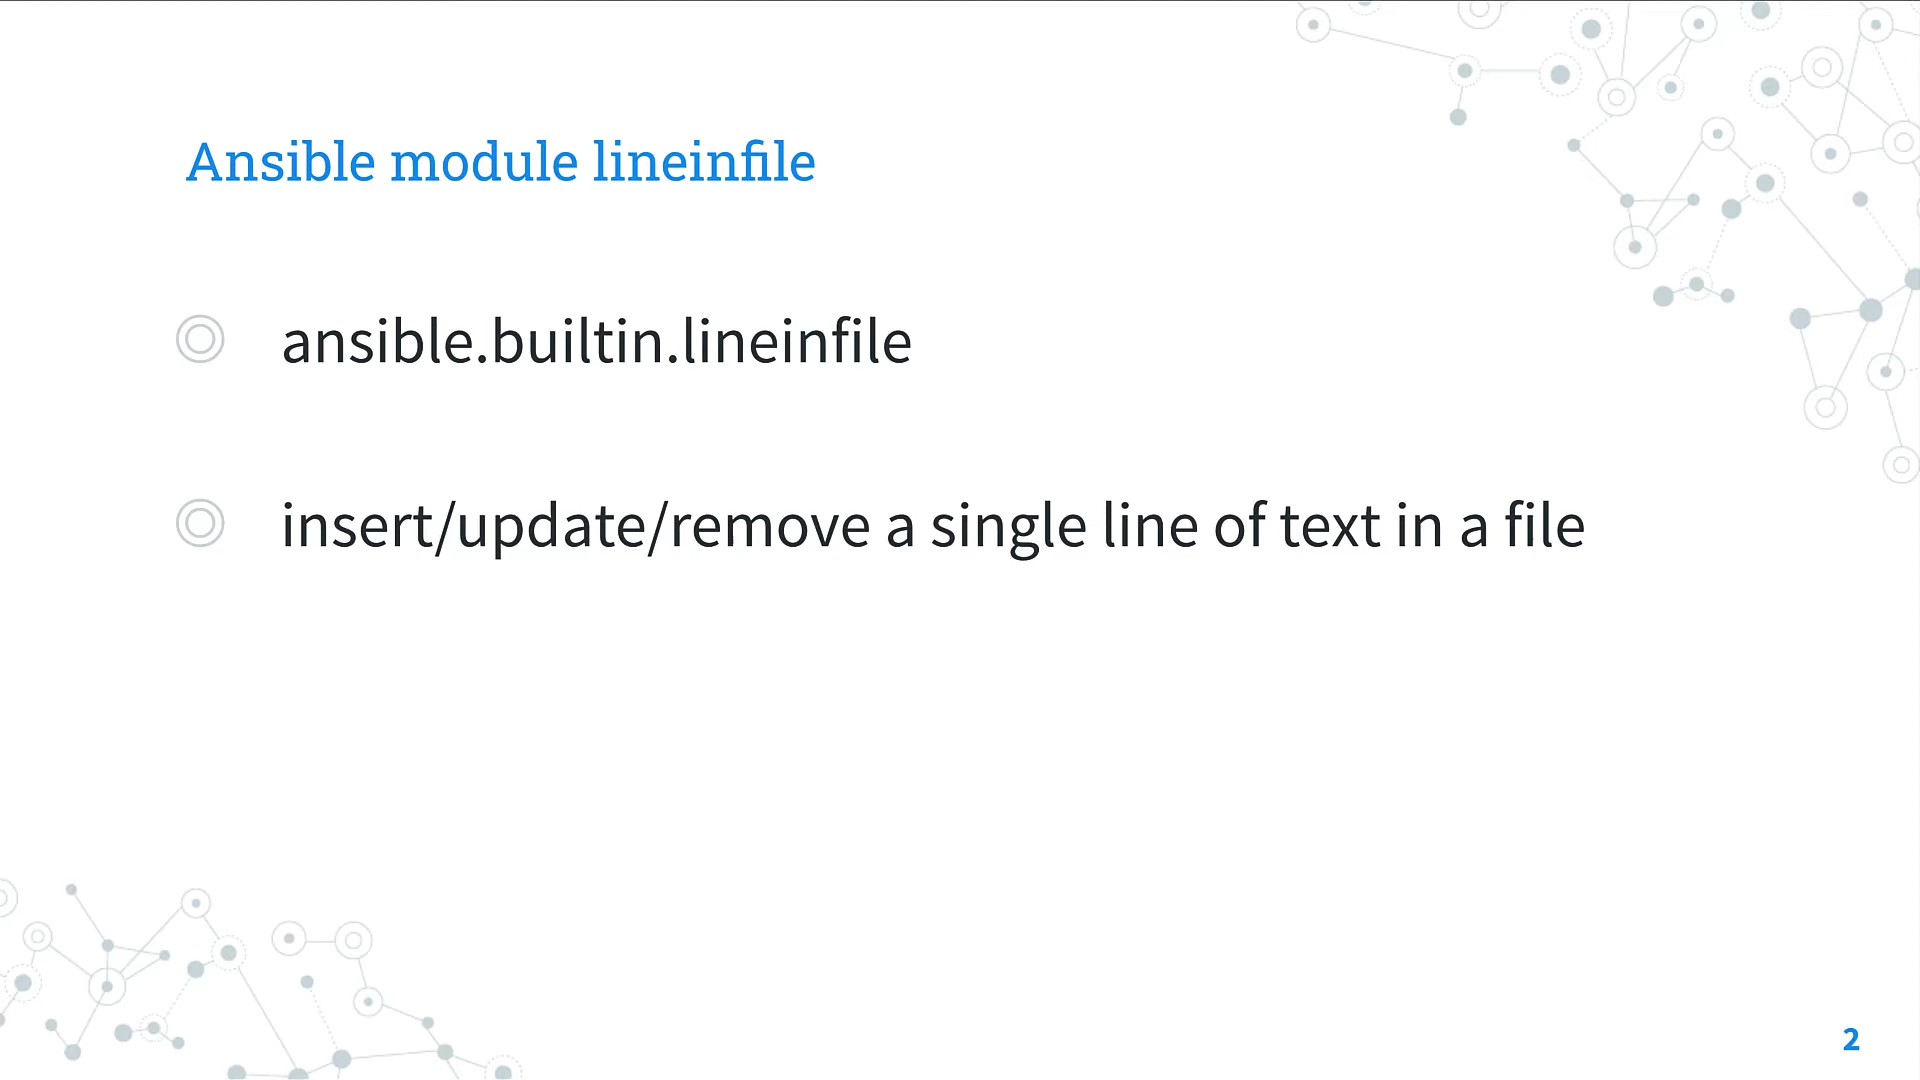 Ansible module lineinfile
ansible.builtin.lineinfile
insert/update/remove a single line of text in a file
2